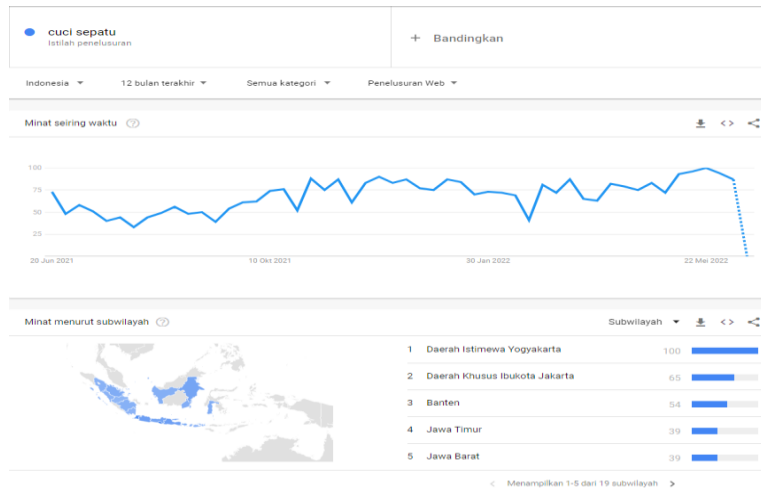 cuci sepatu
Istilah penelusuran
+ Bandingkan
Indonesia
12 bulan terakhir
Semua kategori
Penelusuran Web
Minat seiring waktu
100
75
50
25
20 Jun 2021
10 Okt 2021
30 Jan 2022
22 Mei 2022
Minat menurut subwilayah
Subwilayah
1 Daerah Istimewa Yogyakarta 100
2 Daerah Khusus Ibukota Jakarta 65
3 Banten 54
4 Jawa Timur 39
5 Jawa Barat 39
Menampilkan 1-5 dari 19 subwilayah